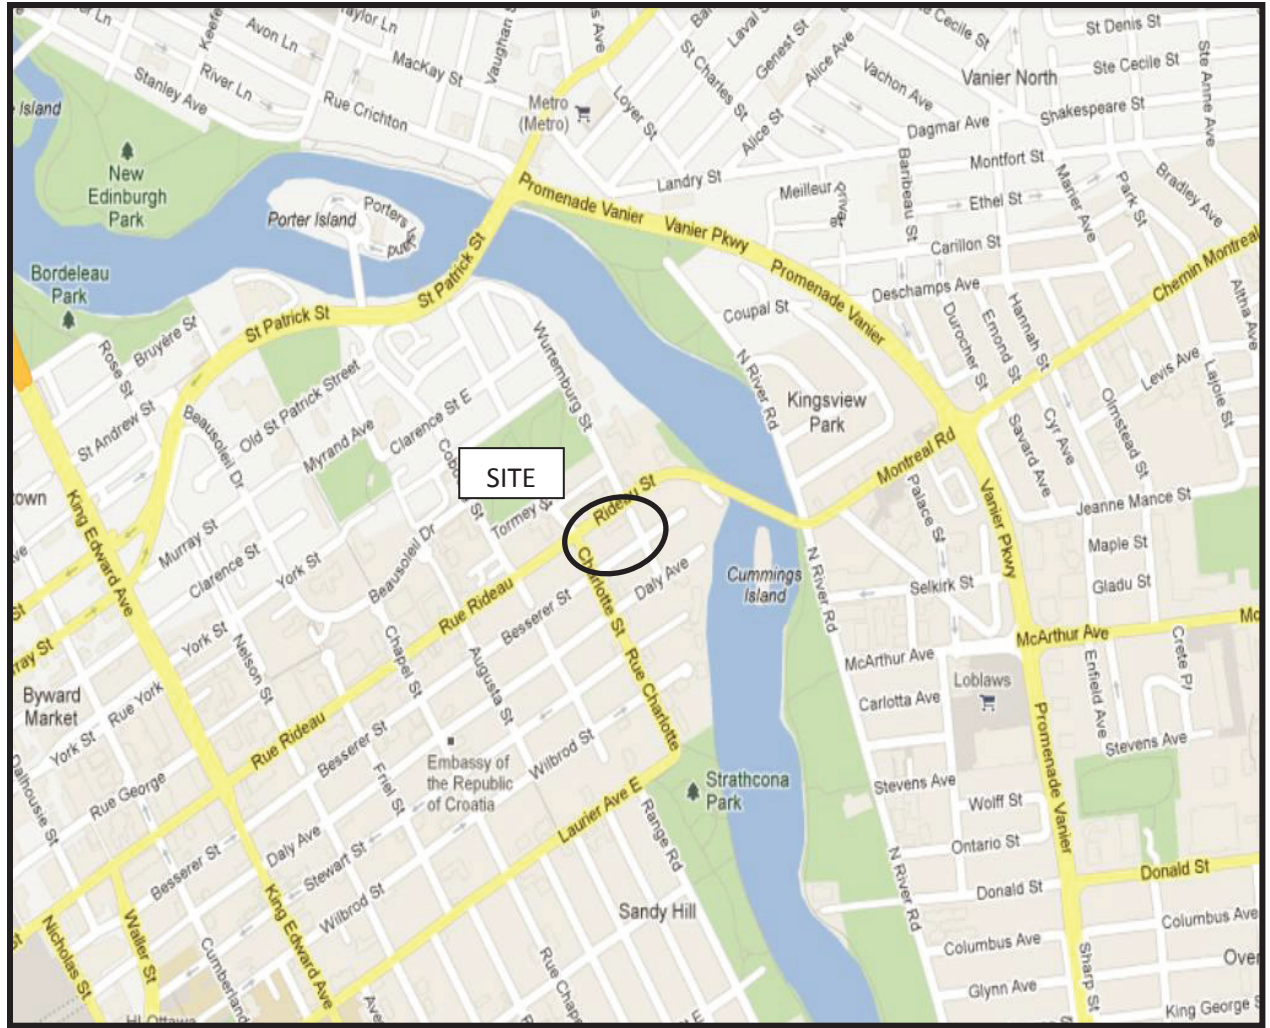 Taylor Ln
Avon Ln
MacKay St
River Ln
Stanley Ave
Rue Crichton
Vaughan
Metro
(Metro)
Loyer St
St Charles St
Laval
Genest St
Alice Ave
Alice St
Vachon Ave
Cecile St
St Denis St
Ste Cecile St
Ste Anne Ave
Vanier North
Shakespeare St
Dagmar Ave
Montfort St
Landry St
Island
New
Edinburgh
Park
Porter Island
Porters
Island
Bordeleau
Park
Promenade Vanier
Vanier Pkwy
Promenade Vanier
Meilleur
Baribeau St
Ethel St
Marier Ave
Park St
Bradley Ave
Carillon St
Deschamps Ave
Chemin Montreal
Altha Ave
St Patrick St
St Patrick St
Bruyère St
Rose St
St Andrew St
Beausoleil Dr
Old St Patrick Street
Myrand Ave
Clarence St E
Wurtemburg St
Coupal St
N River Rd
Kingsview
Park
Durocher St
Emond St
Hannah St
Levis Ave
Lajoie St
Olmstead St
Cyr Ave
Savard Ave
Montreal Rd
SITE
Rideau St
Tormey
Palace St
Vanier Pkwy
Jeanne Mance St
Maple St
Gladu St
King Edward Ave
Murray St
Clarence St
York St
Beausoleil Dr
Rue Rideau
Charlotte St
Besserer St
Daly Ave
Cummings
Island
N River Rd
Selkirk St
McArthur Ave
McArthur Ave
Crete Pl
Enfield Ave
Loblaws
Carlotta Ave
Stevens Ave
Byward
Market
York St
Rue York
York St
Nelson St
Chapel St
Augusta St
Rue Charlotte
Rue Rideau
Besserer St
Embassy of
the Republic
of Croatia
Wilbrod St
Strathcona
Park
Promenade Vanier
Stevens Ave
Wolff St
Ontario St
Donald St
Donald St
Dalhousie St
Rue George
Friel St
Laurier Ave E
Range Rd
N River Rd
Besserer St
Daly Ave
Stewart St
Wilbrod St
King Edward Ave
Sandy Hill
Nicholas St
Waller St
Cumberland
Rue Chape
Columbus Ave
Columbus Ave
Sharp St
Glynn Ave
King George
Ave